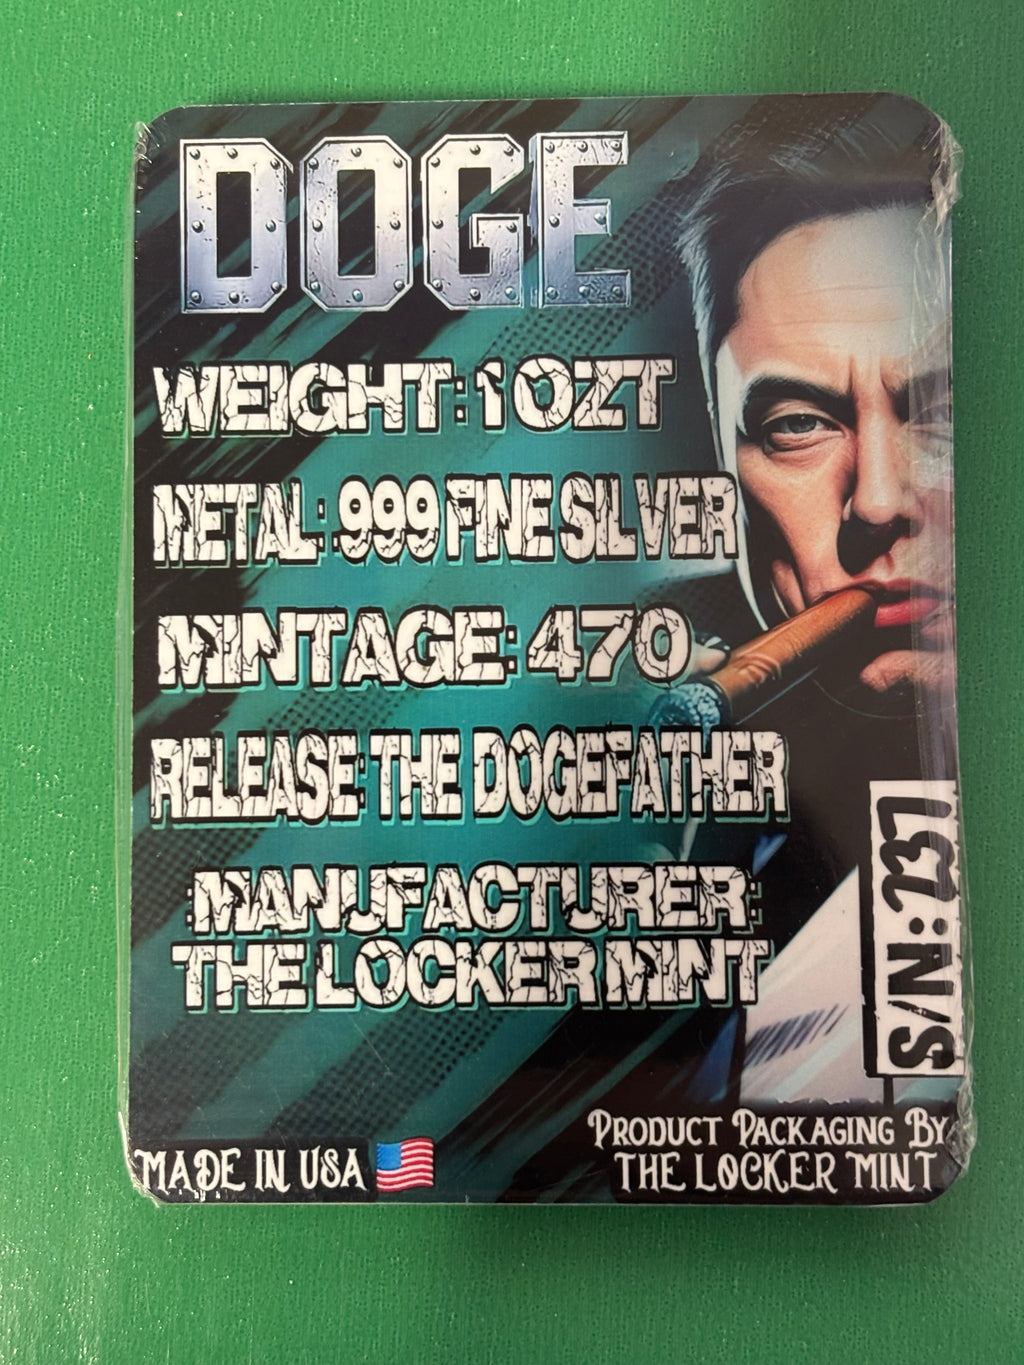 DOGE
WEIGHT: 1 OZT
METAL: .999 FINE SILVER
MINTAGE: 470
RELEASE: THE DOGEFATHER
:MANUFACTURER:
THE LOCKER MINT
S/N: 237
MADE IN USA
PRODUCT PACKAGING BY
THE LOCKER MINT